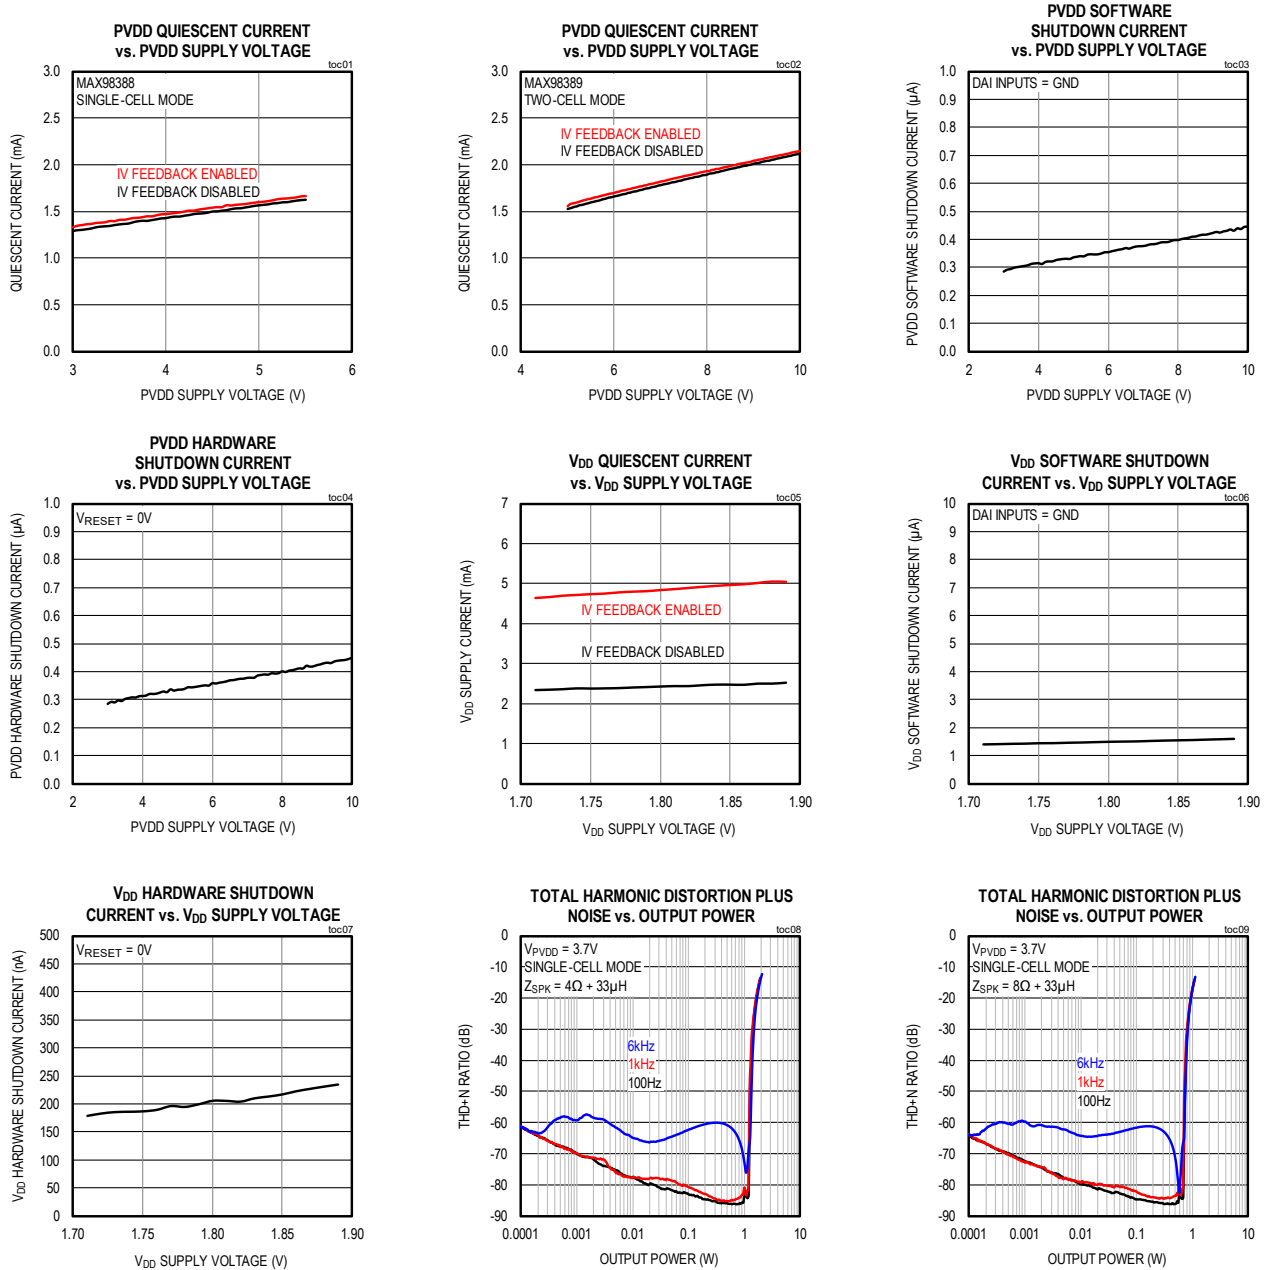 PVDD QUIESCENT CURRENT
vs. PVDD SUPPLY VOLTAGE
toc01
MAX98388
SINGLE-CELL MODE
IV FEEDBACK ENABLED
IV FEEDBACK DISABLED
QUIESCENT CURRENT (mA)
3.0
2.5
2.0
1.5
1.0
0.5
0.0
3 4 5 6
PVDD SUPPLY VOLTAGE (V)
PVDD QUIESCENT CURRENT
vs. PVDD SUPPLY VOLTAGE
toc02
MAX98389
TWO-CELL MODE
IV FEEDBACK ENABLED
IV FEEDBACK DISABLED
QUIESCENT CURRENT (mA)
3.0
2.5
2.0
1.5
1.0
0.5
0.0
4 6 8 10
PVDD SUPPLY VOLTAGE (V)
PVDD SOFTWARE
SHUTDOWN CURRENT
vs. PVDD SUPPLY VOLTAGE
toc03
DAI INPUTS = GND
PVDD SOFTWARE SHUTDOWN CURRENT (µA)
1.0
0.9
0.8
0.7
0.6
0.5
0.4
0.3
0.2
0.1
0.0
2 4 6 8 10
PVDD SUPPLY VOLTAGE (V)
PVDD HARDWARE
SHUTDOWN CURRENT
vs. PVDD SUPPLY VOLTAGE
toc04
VRESET = 0V
PVDD HARDWARE SHUTDOWN CURRENT (µA)
1.0
0.9
0.8
0.7
0.6
0.5
0.4
0.3
0.2
0.1
0.0
2 4 6 8 10
PVDD SUPPLY VOLTAGE (V)
VDD QUIESCENT CURRENT
vs. VDD SUPPLY VOLTAGE
toc05
IV FEEDBACK ENABLED
IV FEEDBACK DISABLED
VDD SUPPLY CURRENT (mA)
7
6
5
4
3
2
1
0
1.70 1.75 1.80 1.85 1.90
VDD SUPPLY VOLTAGE (V)
VDD SOFTWARE SHUTDOWN
CURRENT vs. VDD SUPPLY VOLTAGE
toc06
DAI INPUTS = GND
VDD SOFTWARE SHUTDOWN CURRENT (µA)
10
9
8
7
6
5
4
3
2
1
0
1.70 1.75 1.80 1.85 1.90
VDD SUPPLY VOLTAGE (V)
VDD HARDWARE SHUTDOWN
CURRENT vs. VDD SUPPLY VOLTAGE
toc07
VRESET = 0V
VDD HARDWARE SHUTDOWN CURRENT (nA)
500
450
400
350
300
250
200
150
100
50
0
1.70 1.75 1.80 1.85 1.90
VDD SUPPLY VOLTAGE (V)
TOTAL HARMONIC DISTORTION PLUS
NOISE vs. OUTPUT POWER
toc08
VPVDD = 3.7V
SINGLE-CELL MODE
ZSPK = 4Ω + 33µH
6kHz
1kHz
100Hz
THD+N RATIO (dB)
0
-10
-20
-30
-40
-50
-60
-70
-80
-90
0.0001 0.001 0.01 0.1 1 10
OUTPUT POWER (W)
TOTAL HARMONIC DISTORTION PLUS
NOISE vs. OUTPUT POWER
toc09
VPVDD = 3.7V
SINGLE-CELL MODE
ZSPK = 8Ω + 33µH
6kHz
1kHz
100Hz
THD+N RATIO (dB)
0
-10
-20
-30
-40
-50
-60
-70
-80
-90
0.0001 0.001 0.01 0.1 1 10
OUTPUT POWER (W)